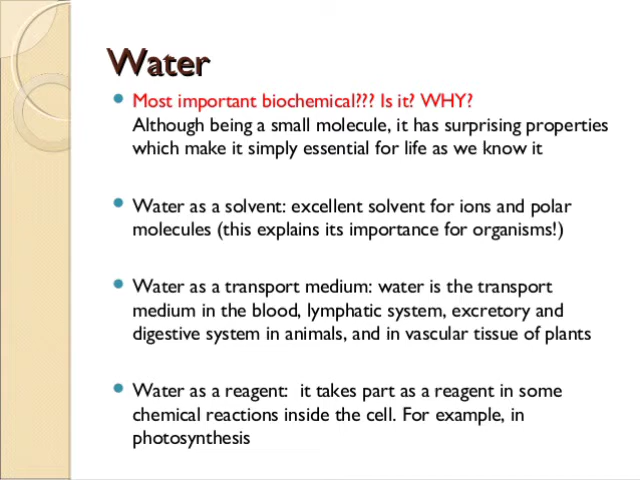 Water
Most important biochemical??? Is it? WHY?
Although being a small molecule, it has surprising properties
which make it simply essential for life as we know it
Water as a solvent: excellent solvent for ions and polar
molecules (this explains its importance for organisms!)
Water as a transport medium: water is the transport
medium in the blood, lymphatic system, excretory and
digestive system in animals, and in vascular tissue of plants
Water as a reagent:  it takes part as a reagent in some
chemical reactions inside the cell. For example, in
photosynthesis